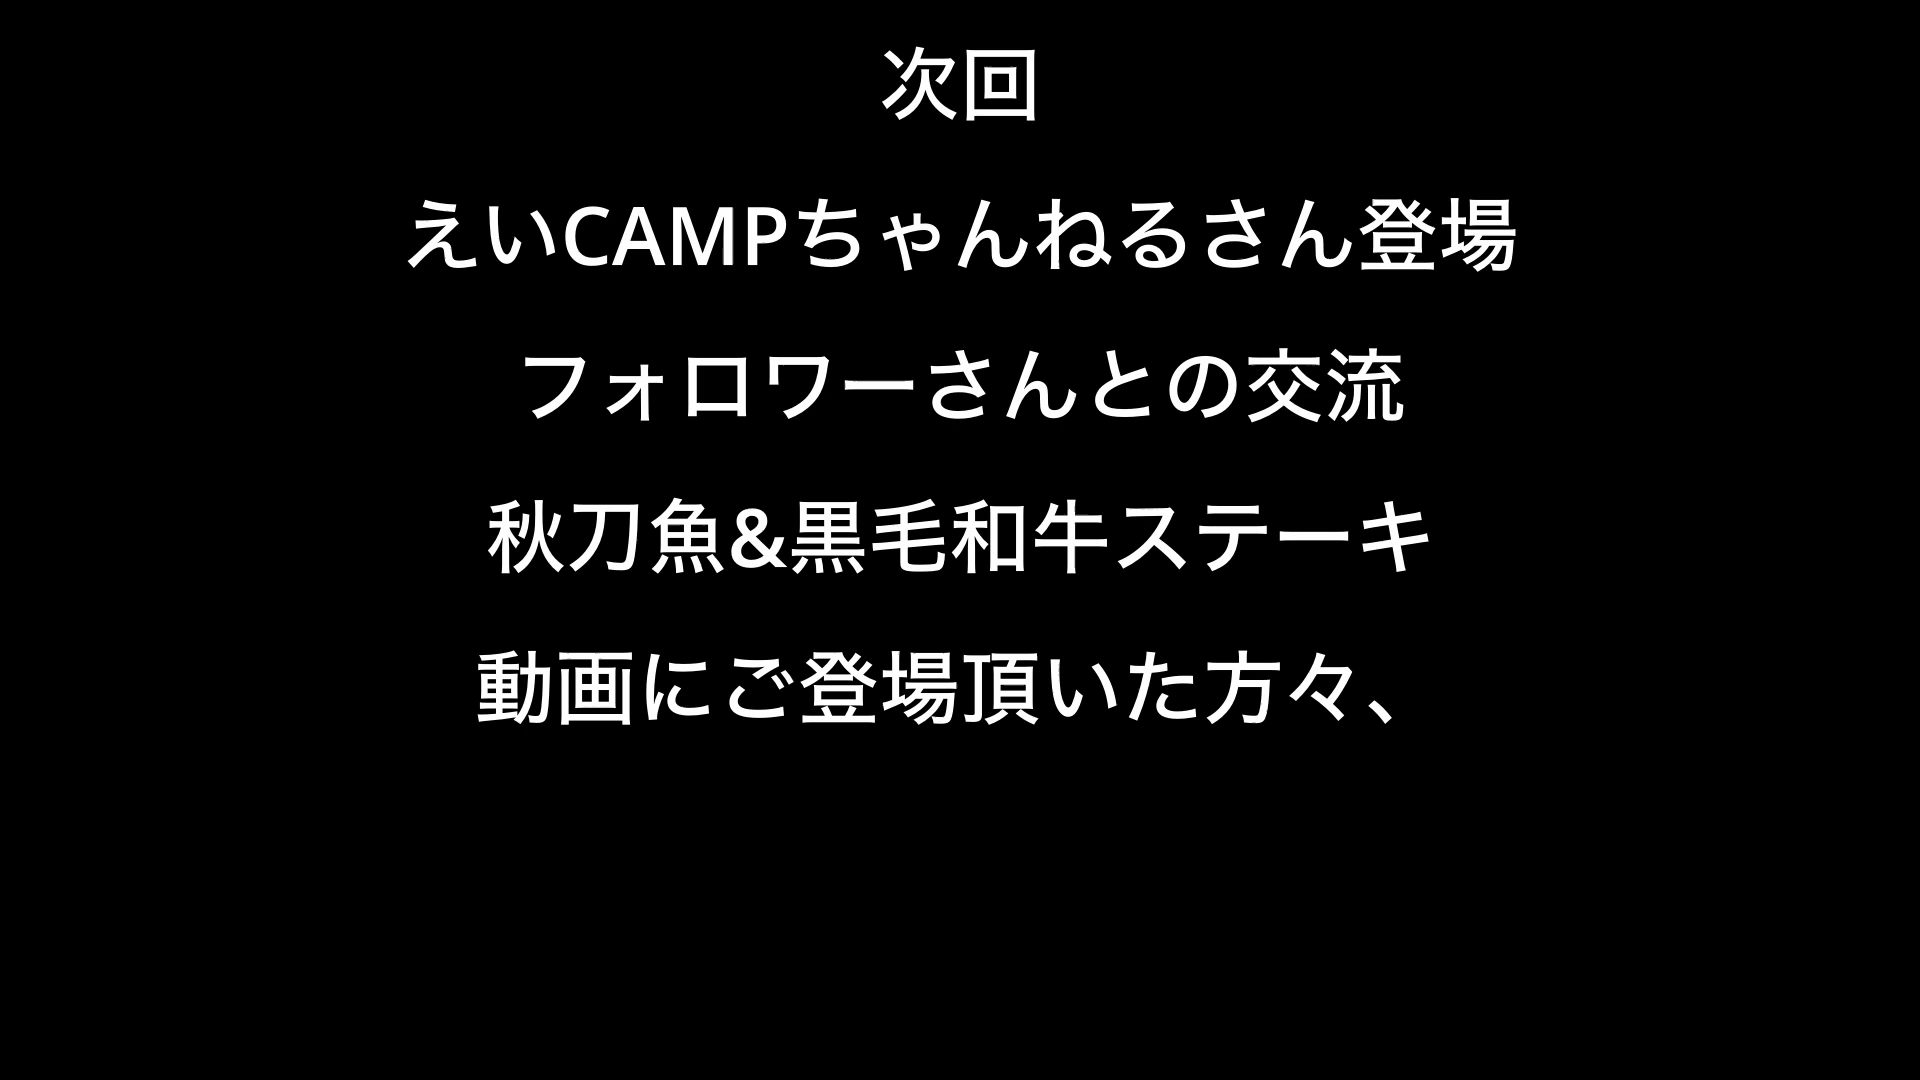 次回
えいCAMPちゃんねるさん登場
フォロワーさんとの交流
秋刀魚&黒毛和牛ステーキ
動画にご登場頂いた方々、